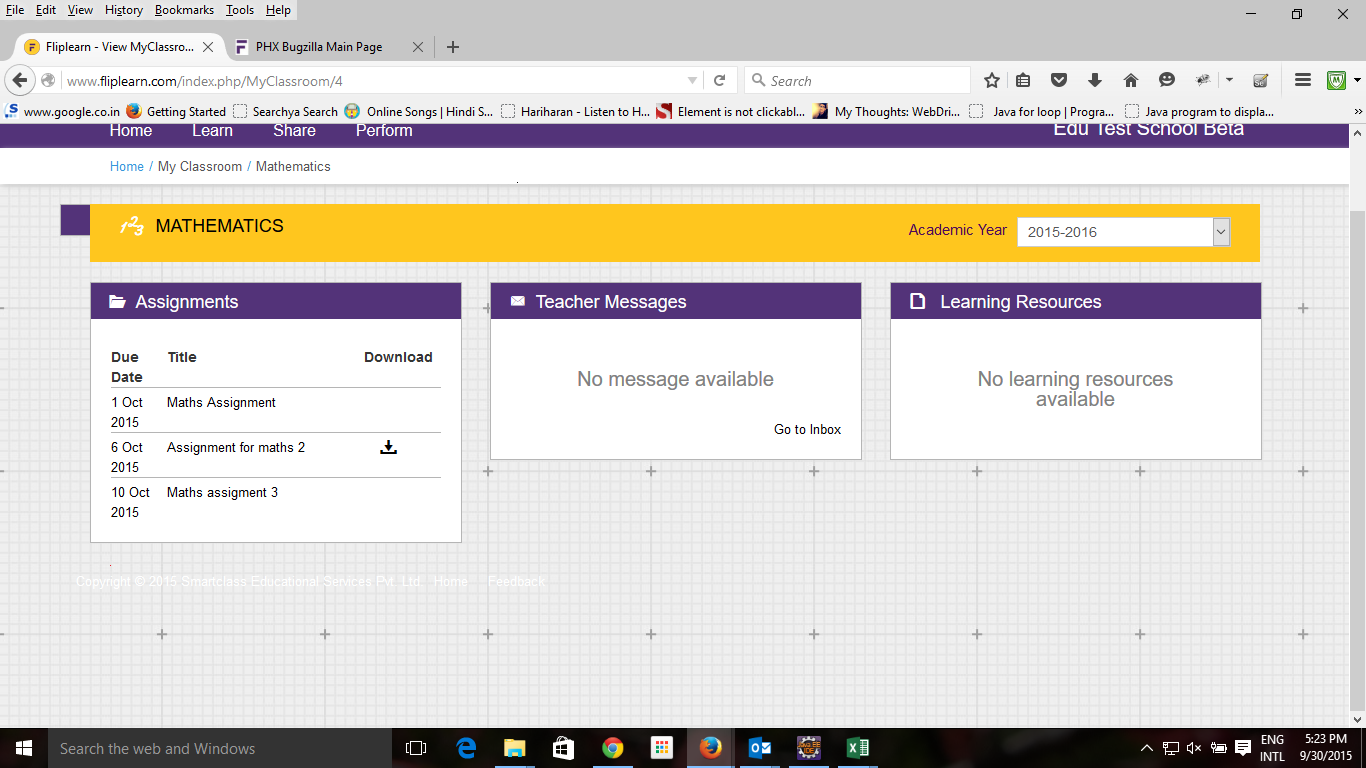 File Edit View History Bookmarks Tools Help
Fliplearn - View MyClassro...
PHX Bugzilla Main Page
www.fliplearn.com/index.php/MyClassroom/4
Search
www.google.co.in Getting Started Searchya Search Online Songs | Hindi S... Hariharan - Listen to H... Element is not clickabl... My Thoughts: WebDri... Java for loop | Progra... Java program to displa...
Home Learn Share Perform
Edu Test School Beta
Home / My Classroom / Mathematics
123 MATHEMATICS
Academic Year 2015-2016
Assignments
Due Date Title Download
1 Oct 2015 Maths Assignment
6 Oct 2015 Assignment for maths 2
10 Oct 2015 Maths assigment 3
Teacher Messages
No message available
Go to Inbox
Learning Resources
No learning resources
available
Copyright © 2015 Smartclass Educational Services Pvt. Ltd. Home Feedback
Search the web and Windows
ENG
INTL
5:23 PM
9/30/2015